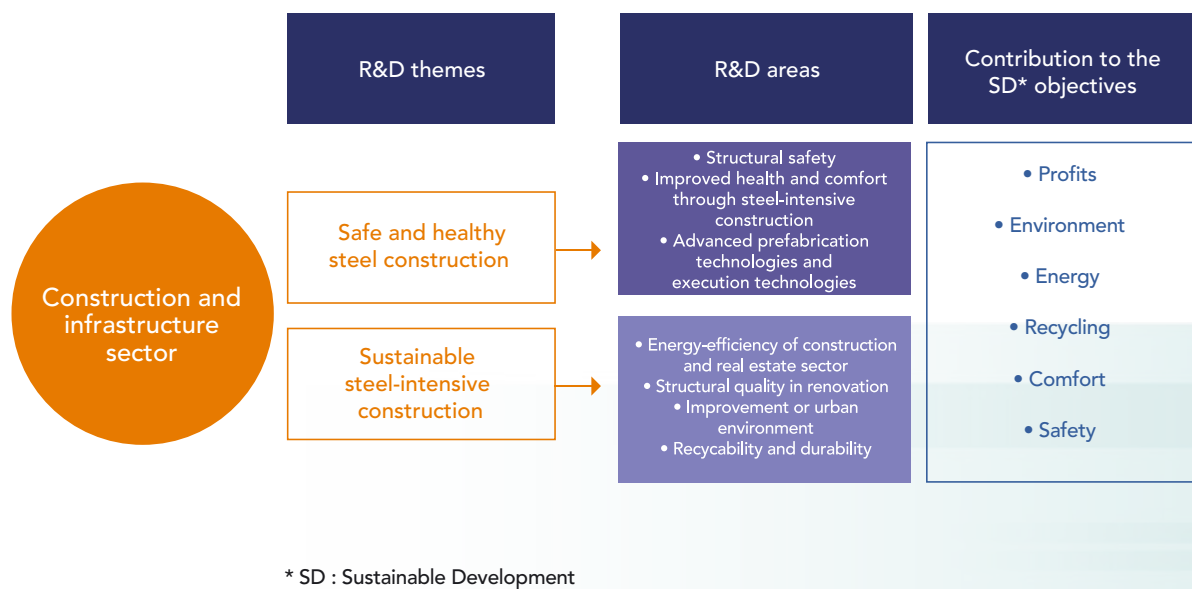 R&D themes
R&D areas
Contribution to the
SD* objectives
Construction and
infrastructure
sector
Safe and healthy
steel construction
• Structural safety
• Improved health and comfort
through steel-intensive
construction
• Advanced prefabrication
technologies and
execution technologies
Sustainable
steel-intensive
construction
• Energy-efficiency of construction
and real estate sector
• Structural quality in renovation
• Improvement or urban
environment
• Recycability and durability
• Profits
• Environment
• Energy
• Recycling
• Comfort
• Safety
* SD : Sustainable Development